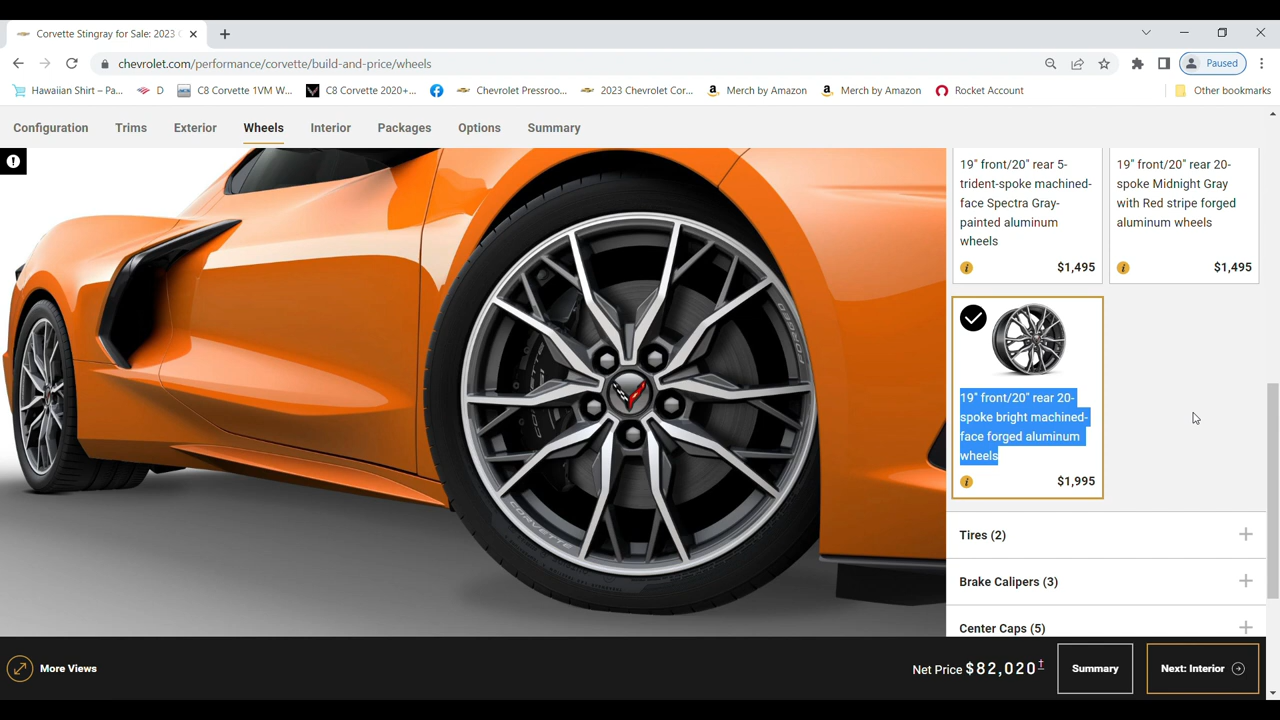 Corvette Stingray for Sale: 2023
chevrolet.com/performance/corvette/build-and-price/wheels
Paused
Hawaiian Shirt – Pa...
D
C8 Corvette 1VM W...
C8 Corvette 2020+...
Chevrolet Pressroo...
2023 Chevrolet Cor...
Merch by Amazon
Merch by Amazon
Rocket Account
Other bookmarks
Configuration
Trims
Exterior
Wheels
Interior
Packages
Options
Summary
19" front/20" rear 5-
trident-spoke machined-
face Spectra Gray-
painted aluminum
wheels
$1,495
19" front/20" rear 20-
spoke Midnight Gray
with Red stripe forged
aluminum wheels
$1,495
19" front/20" rear 20-
spoke bright machined-
face forged aluminum
wheels
$1,995
CORVETTE
CORVETTE
Tires (2)
Brake Calipers (3)
Center Caps (5)
More Views
Net Price $82,020†
Summary
Next: Interior